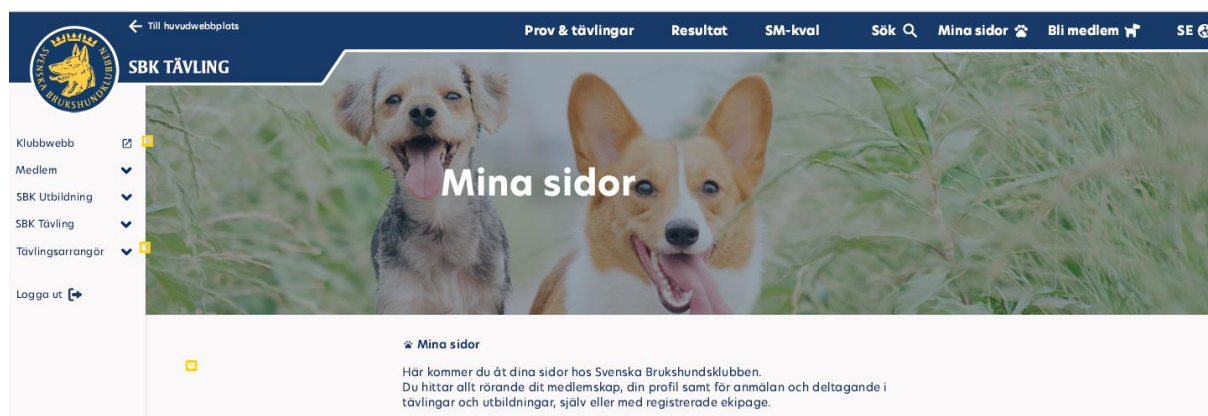 ← Till huvudwebbplats
Prov & tävlingar Resultat SM-kval Sök Mina sidor Bli medlem SE
SVENSKA BRUKSHUNDKLUBBEN
SBK TÄVLING
Klubbwebb
Medlem
SBK Utbildning
SBK Tävling
Tävlingsarrangör
Logga ut
Mina sidor
Mina sidor
Här kommer du åt dina sidor hos Svenska Brukshundsklubben.
Du hittar allt rörande dit medlemskap, din profil samt för anmälan och deltagande i
tävlingar och utbildningar, själv eller med registrerade ekipage.